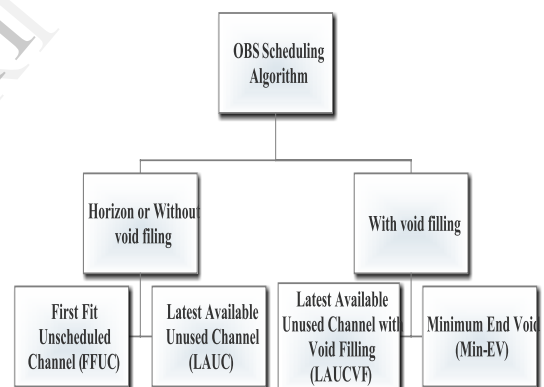 OBS Scheduling
Algorithm
Horizon or Without
void filing
With void filling
First Fit
Unscheduled
Channel (FFUC)
Latest Available
Unused Channel
(LAUC)
Latest Available
Unused Channel with
Void Filling
(LAUCVF)
Minimum End Void
(Min-EV)